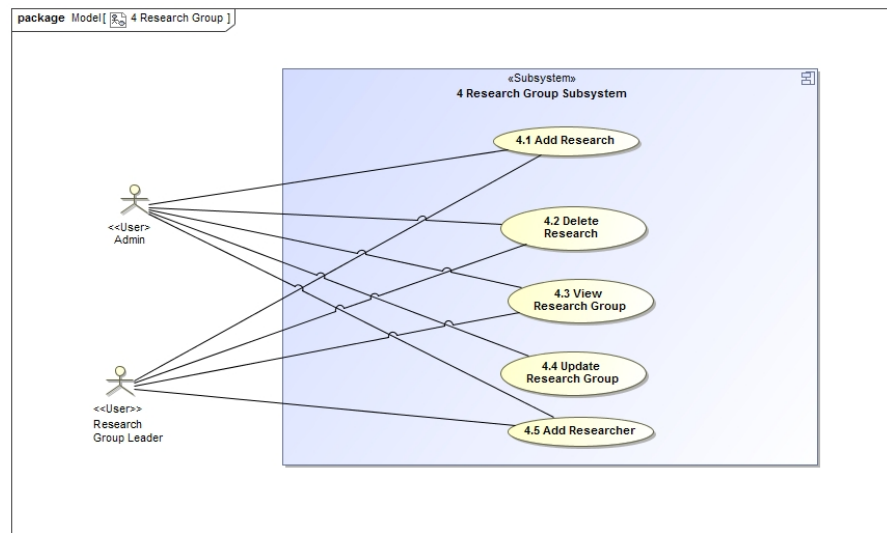 package Model[ 4 Research Group ]
«Subsystem»
4 Research Group Subsystem
4.1 Add Research
4.2 Delete
Research
4.3 View
Research Group
4.4 Update
Research Group
4.5 Add Researcher
<<User>
Admin
<<User>>
Research
Group Leader